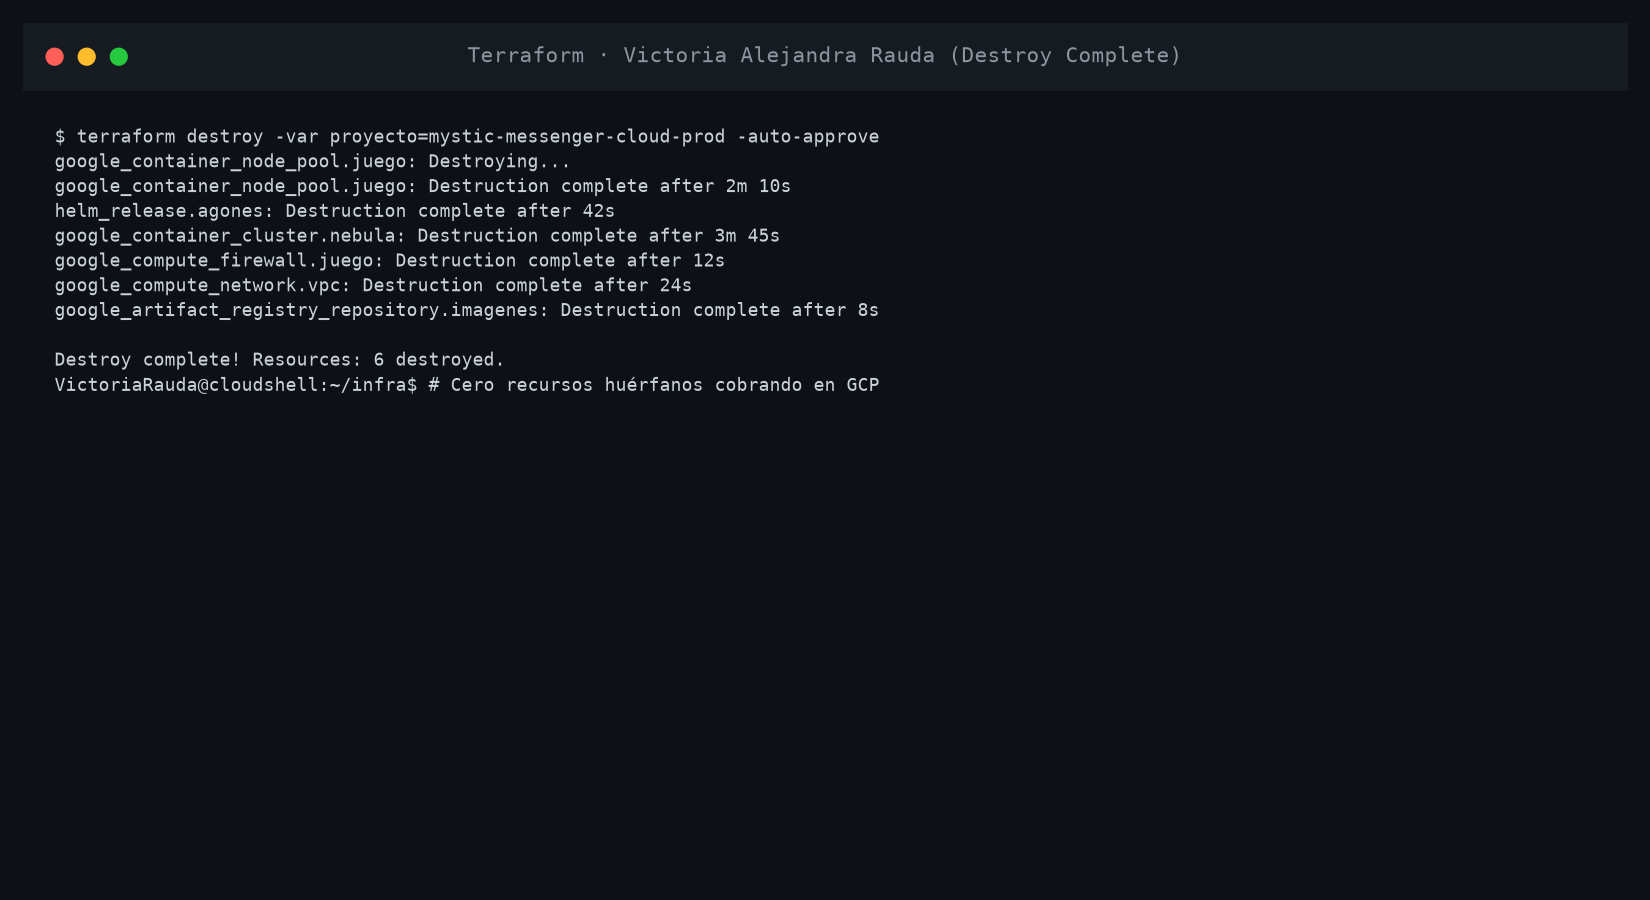 Terraform · Victoria Alejandra Rauda (Destroy Complete)
$ terraform destroy -var proyecto=mystic-messenger-cloud-prod -auto-approve
google_container_node_pool.juego: Destroying...
google_container_node_pool.juego: Destruction complete after 2m 10s
helm_release.agones: Destruction complete after 42s
google_container_cluster.nebula: Destruction complete after 3m 45s
google_compute_firewall.juego: Destruction complete after 12s
google_compute_network.vpc: Destruction complete after 24s
google_artifact_registry_repository.imagenes: Destruction complete after 8s
Destroy complete! Resources: 6 destroyed.
VictoriaRauda@cloudshell:~/infra$ # Cero recursos huérfanos cobrando en GCP